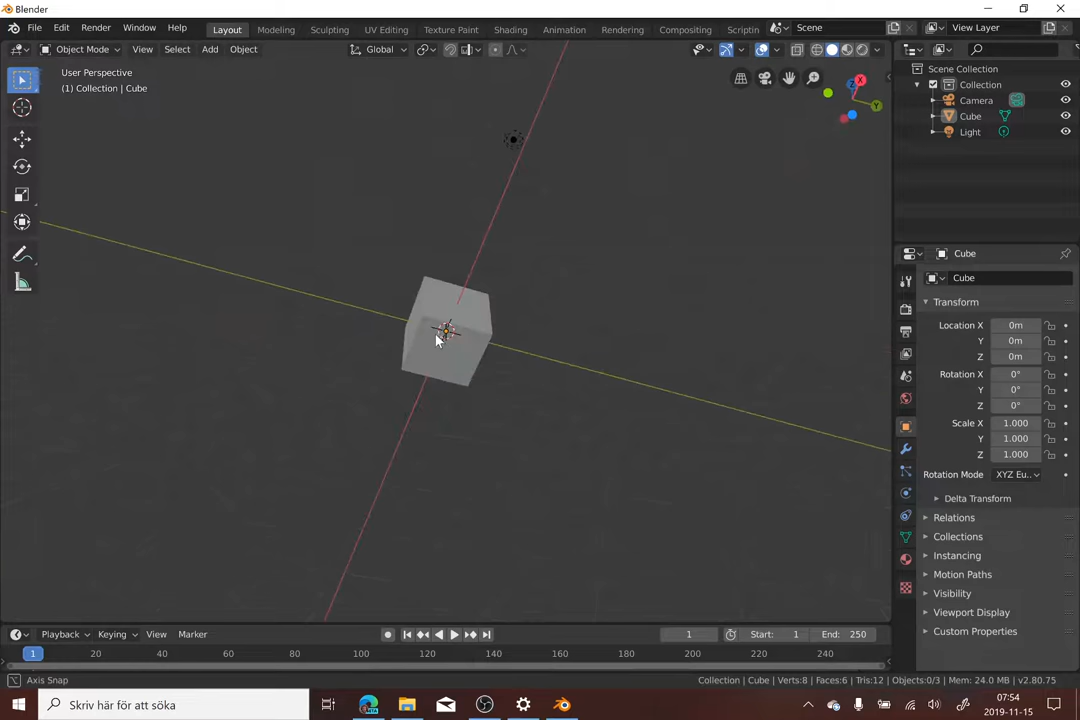 Blender
File Edit Render Window Help Layout Modeling Sculpting UV Editing Texture Paint Shading Animation Rendering Compositing Scriptin Scene View Layer
Object Mode View Select Add Object Global
User Perspective
(1) Collection | Cube
Z X Y
Scene Collection
Collection
Camera
Cube
Light
Cube
Cube
Transform
Location X 0m
Y 0m
Z 0m
Rotation X 0°
Y 0°
Z 0°
Scale X 1.000
Y 1.000
Z 1.000
Rotation Mode XYZ Eu..
Delta Transform
Relations
Collections
Instancing
Motion Paths
Visibility
Viewport Display
Custom Properties
Playback Keying View Marker 1 Start: 1 End: 250
1 20 40 60 80 100 120 140 160 180 200 220 240
Axis Snap Collection | Cube | Verts:8 | Faces:6 | Tris:12 | Objects:0/3 | Mem: 24.0 MB | v2.80.75
Skriv här för att söka 07:54
2019-11-15